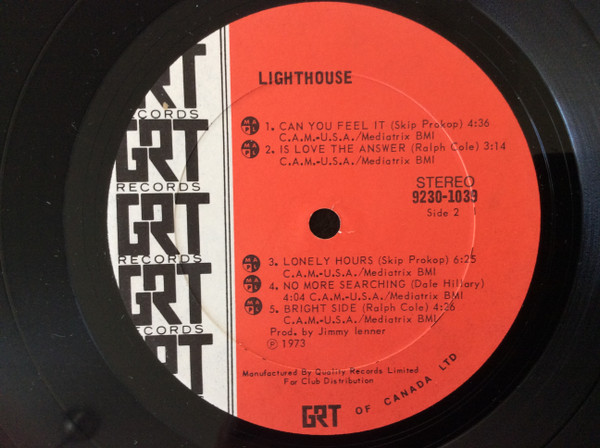 GRT
RECORDS
GRT
RECORDS
GRT
RECORDS
GRT
RECORDS
GRT
LIGHTHOUSE
1. CAN YOU FEEL IT (Skip Prokop) 4:36
C.A.M.-U.S.A./Mediatrix BMI
2. IS LOVE THE ANSWER (Ralph Cole) 3:14
C.A.M.-U.S.A./Mediatrix BMI
STEREO
9230-1039
Side 2
3. LONELY HOURS (Skip Prokop) 6:25
C.A.M.-U.S.A./Mediatrix BMI
4. NO MORE SEARCHING (Dale Hillary)
4:04 C.A.M.-U.S.A./Mediatrix BMI
5. BRIGHT SIDE (Ralph Cole) 4:26
C.A.M.-U.S.A./Mediatrix BMI
Prod. by Jimmy Ienner
℗ 1973
Manufactured By Quality Records Limited
For Club Distribution
GRT OF CANADA LTD